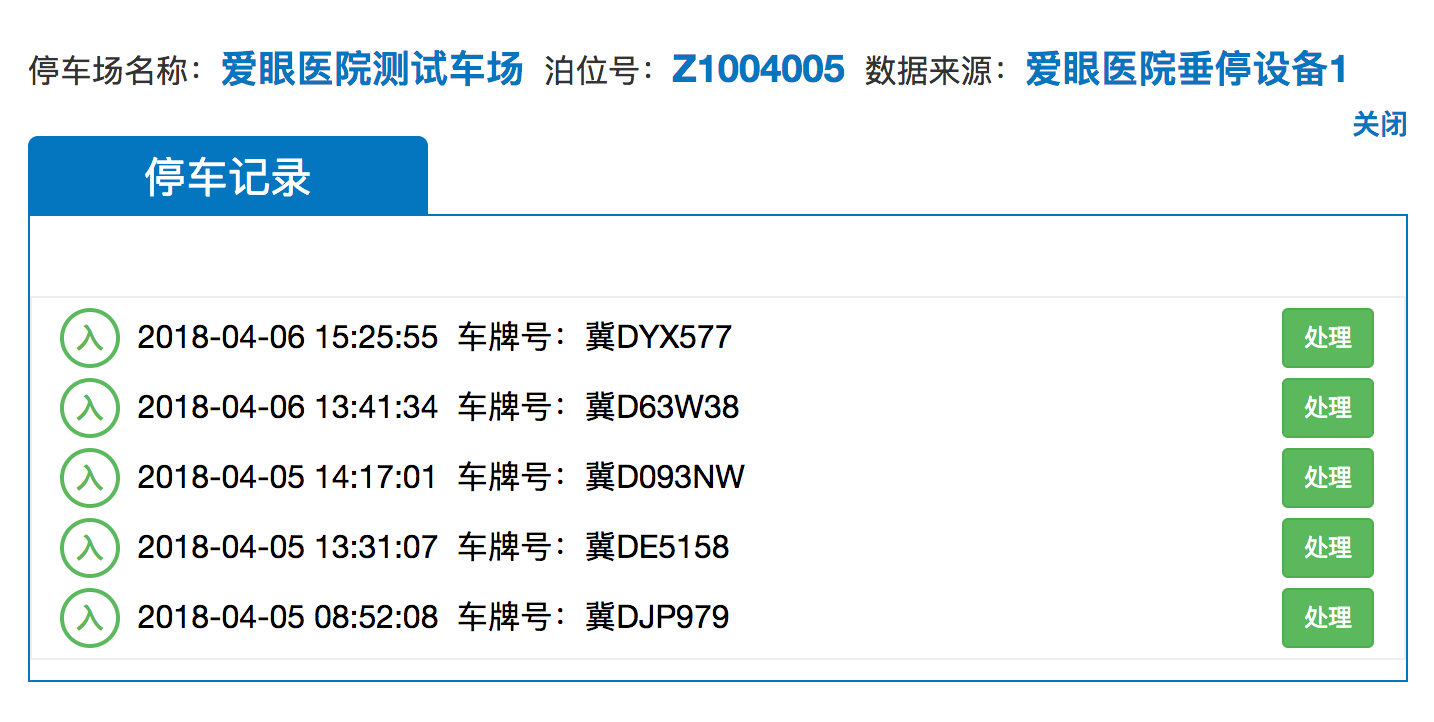 停车场名称：爱眼医院测试车场 泊位号：Z1004005 数据来源：爱眼医院垂停设备1
关闭
停车记录
入 2018-04-06 15:25:55 车牌号：冀DYX577 处理
入 2018-04-06 13:41:34 车牌号：冀D63W38 处理
入 2018-04-05 14:17:01 车牌号：冀D093NW 处理
入 2018-04-05 13:31:07 车牌号：冀DE5158 处理
入 2018-04-05 08:52:08 车牌号：冀DJP979 处理